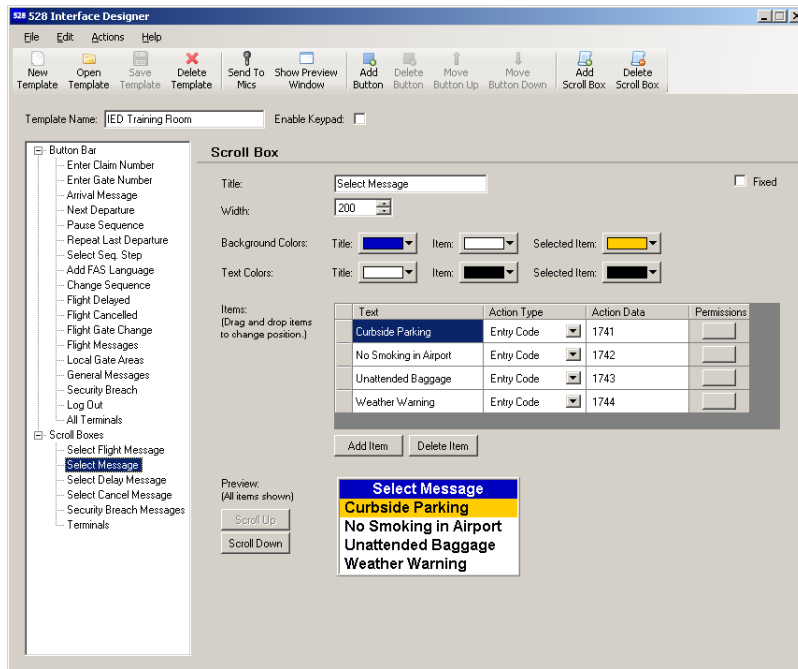 528 528 Interface Designer
File Edit Actions Help
New Template Open Template Save Template Delete Template Send To Mics Show Preview Window Add Button Delete Button Move Button Up Move Button Down Add Scroll Box Delete Scroll Box
Template Name: IED Training Room Enable Keypad:
Button Bar
Enter Claim Number
Enter Gate Number
Arrival Message
Next Departure
Pause Sequence
Repeat Last Departure
Select Seq. Step
Add FAS Language
Change Sequence
Flight Delayed
Flight Cancelled
Flight Gate Change
Flight Messages
Local Gate Areas
General Messages
Security Breach
Log Out
All Terminals
Scroll Boxes
Select Flight Message
Select Message
Select Delay Message
Select Cancel Message
Security Breach Messages
Terminals
Scroll Box
Title: Select Message Fixed
Width: 200
Background Colors: Title: Item: Selected Item:
Text Colors: Title: Item: Selected Item:
Items:
(Drag and drop items
to change position.)
Text Action Type Action Data Permissions
Curbside Parking Entry Code 1741
No Smoking in Airport Entry Code 1742
Unattended Baggage Entry Code 1743
Weather Warning Entry Code 1744
Add Item Delete Item
Preview:
(All items shown)
Scroll Up
Scroll Down
Select Message
Curbside Parking
No Smoking in Airport
Unattended Baggage
Weather Warning